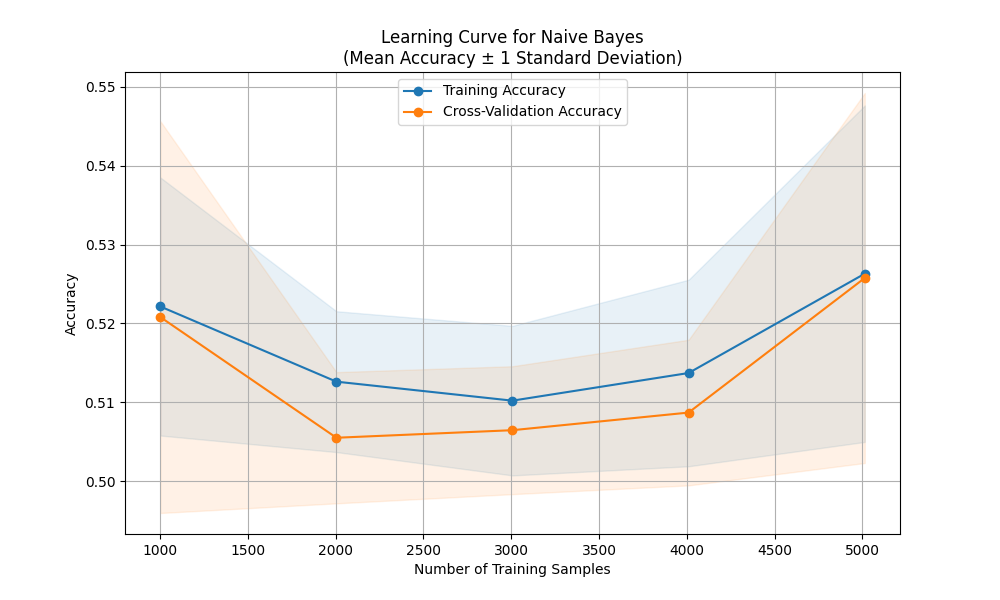 Learning Curve for Naive Bayes
(Mean Accuracy ± 1 Standard Deviation)
Training Accuracy
Cross-Validation Accuracy
Accuracy
0.55
0.54
0.53
0.52
0.51
0.50
1000 1500 2000 2500 3000 3500 4000 4500 5000
Number of Training Samples